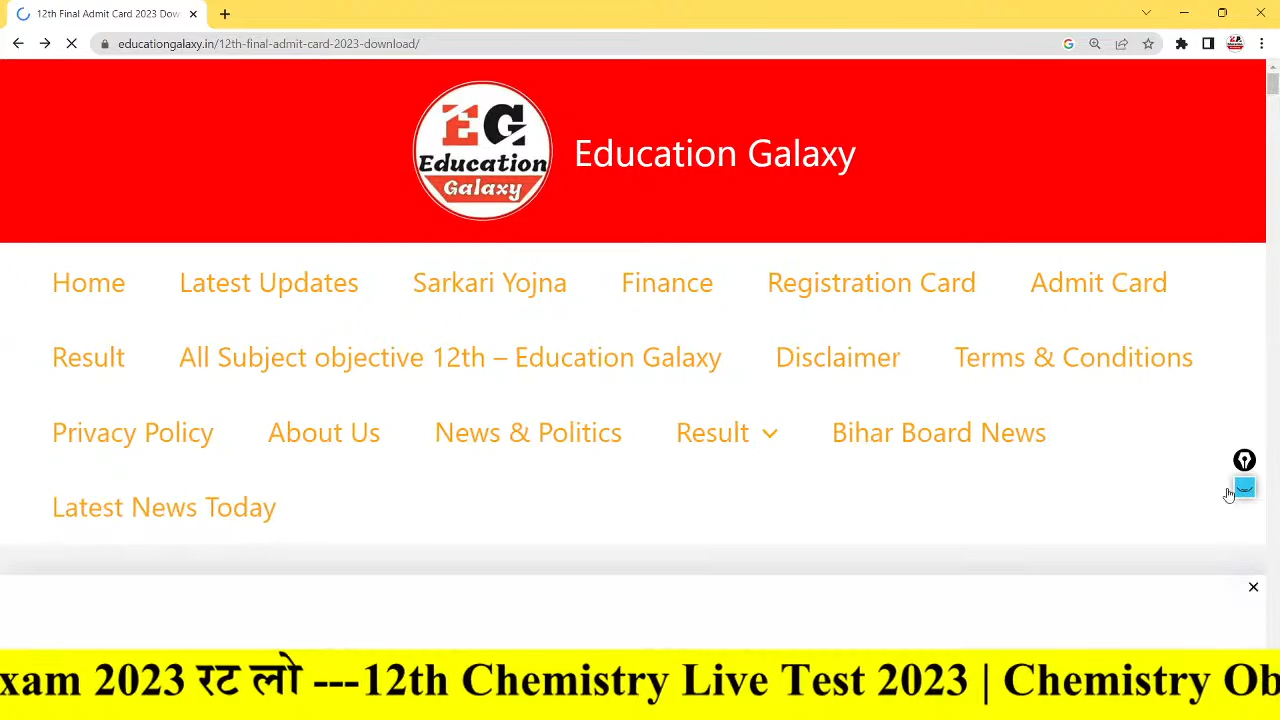 12th Final Admit Card 2023 Dow
educationgalaxy.in/12th-final-admit-card-2023-download/
EG
Education
Galaxy
Education Galaxy
Home Latest Updates Sarkari Yojna Finance Registration Card Admit Card
Result All Subject objective 12th – Education Galaxy Disclaimer Terms & Conditions
Privacy Policy About Us News & Politics Result Bihar Board News
Latest News Today
xam 2023 रट लो ---12th Chemistry Live Test 2023 | Chemistry Ob